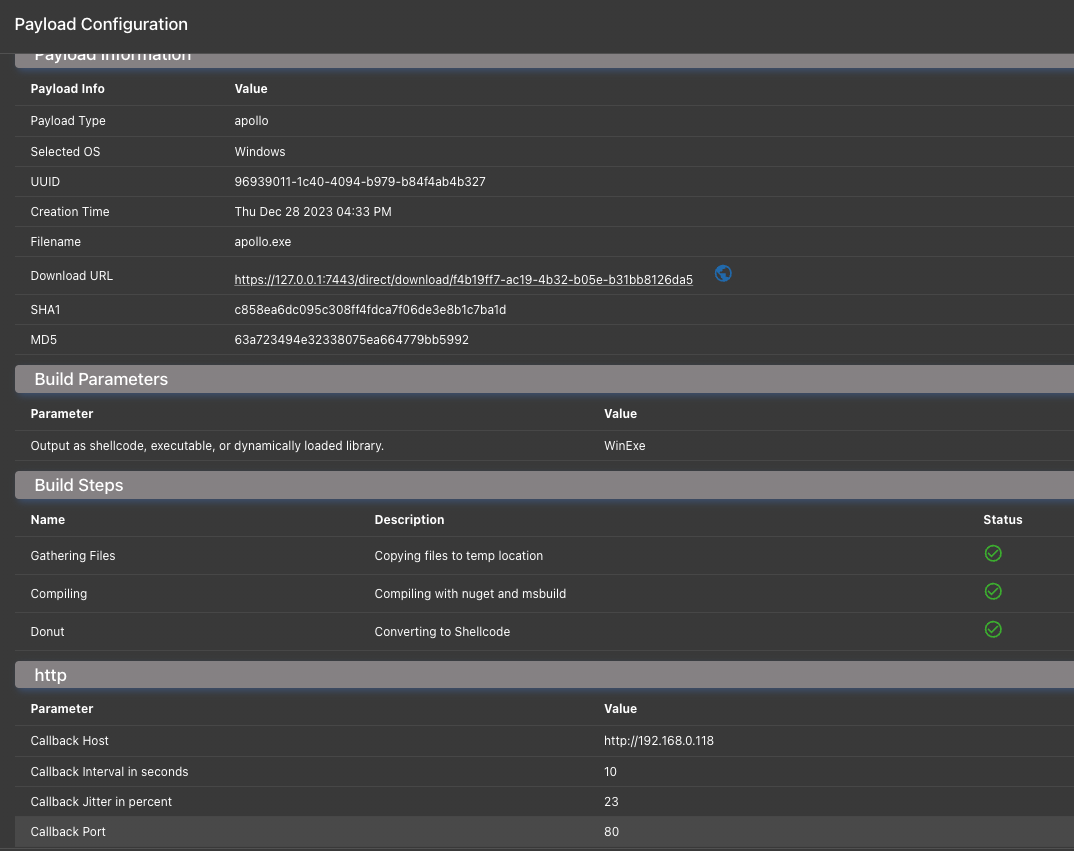 Payload Configuration
Payload Information
Payload Info Value
Payload Type apollo
Selected OS Windows
UUID 96939011-1c40-4094-b979-b84f4ab4b327
Creation Time Thu Dec 28 2023 04:33 PM
Filename apollo.exe
Download URL https://127.0.0.1:7443/direct/download/f4b19ff7-ac19-4b32-b05e-b31bb8126da5
SHA1 c858ea6dc095c308ff4fdca7f06de3e8b1c7ba1d
MD5 63a723494e32338075ea664779bb5992
Build Parameters
Parameter Value
Output as shellcode, executable, or dynamically loaded library. WinExe
Build Steps
Name Description Status
Gathering Files Copying files to temp location
Compiling Compiling with nuget and msbuild
Donut Converting to Shellcode
http
Parameter Value
Callback Host http://192.168.0.118
Callback Interval in seconds 10
Callback Jitter in percent 23
Callback Port 80